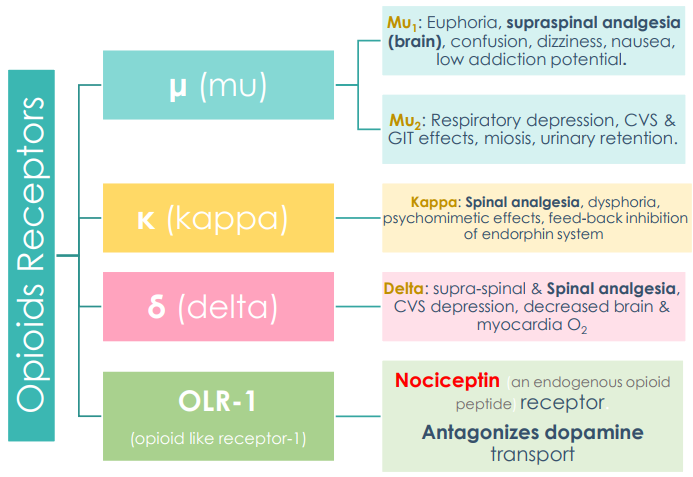 Opioids Receptors
μ (mu)
Mu1: Euphoria, supraspinal analgesia
(brain), confusion, dizziness, nausea,
low addiction potential.
Mu2: Respiratory depression, CVS &
GIT effects, miosis, urinary retention.
κ (kappa)
Kappa: Spinal analgesia, dysphoria,
psychomimetic effects, feed-back inhibition
of endorphin system
δ (delta)
Delta: supra-spinal & Spinal analgesia,
CVS depression, decreased brain &
myocardia O2
OLR-1
(opioid like receptor-1)
Nociceptin (an endogenous opioid
peptide) receptor.
Antagonizes dopamine
transport